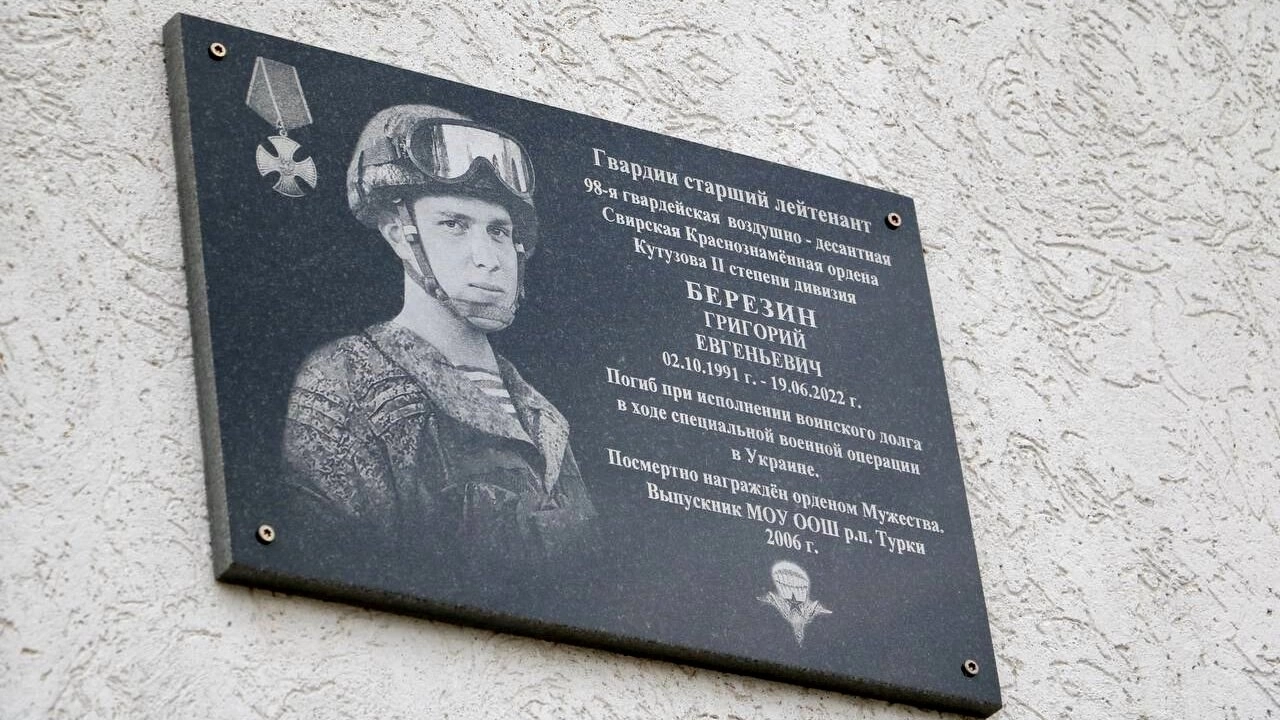 Гвардии старший лейтенант
98-я гвардейская воздушно - десантная
Свирская Краснознамённая ордена
Кутузова II степени дивизия
БЕРЕЗИН
ГРИГОРИЙ
ЕВГЕНЬЕВИЧ
02.10.1991 г. - 19.06.2022 г.
Погиб при исполнении воинского долга
в ходе специальной военной операции
в Украине.
Посмертно награждён орденом Мужества.
Выпускник МОУ ООШ р.п. Турки
2006 г.